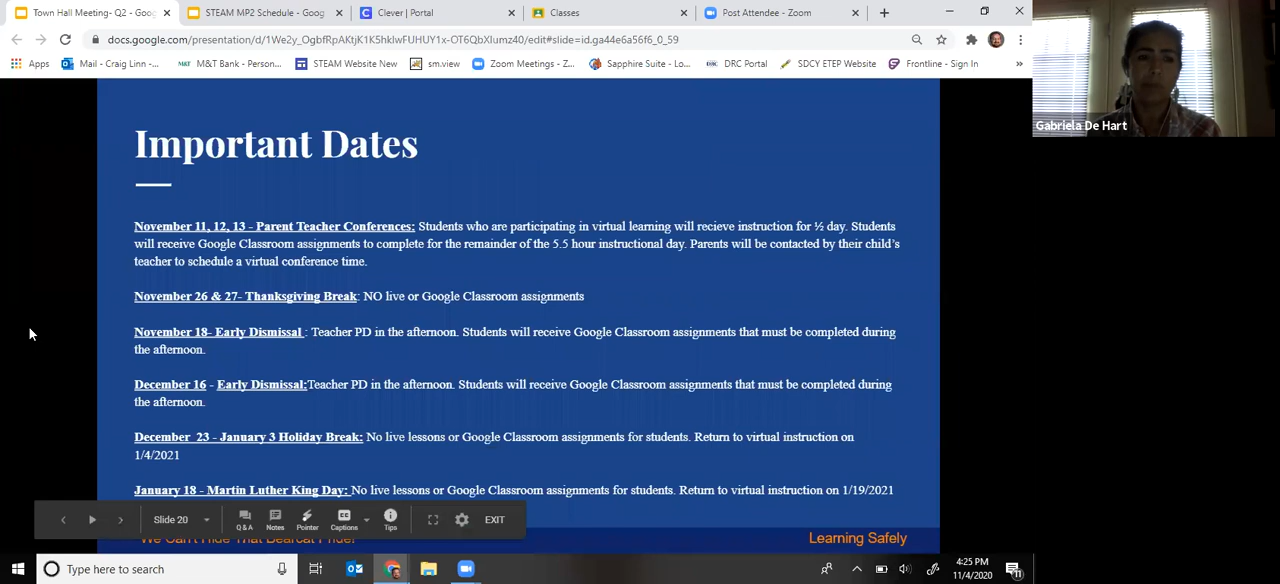 Town Hall Meeting- Q2 - Goog
STEAM MP2 Schedule - Goog
Clever | Portal
Classes
Post Attendee - Zoom
docs.google.com/presentation/d/1We2y_OgbfRpAKtjK1K5hkIwFUHUY1x-OT6QbXIumz40/edit#slide=id.ga44e6a56f6_0_59
Apps
Mail - Craig Linn -...
M&T Bank - Person...
STEAM Website New
sm.view
Zoom Meetings - Z...
Sapphire Suite - Lo...
DRC Portal
SDCY ETEP Website
Frontline - Sign In
Gabriela De Hart
Important Dates
November 11, 12, 13 - Parent Teacher Conferences: Students who are participating in virtual learning will recieve instruction for ½ day. Students
will receive Google Classroom assignments to complete for the remainder of the 5.5 hour instructional day. Parents will be contacted by their child's
teacher to schedule a virtual conference time.
November 26 & 27- Thanksgiving Break: NO live or Google Classroom assignments
November 18- Early Dismissal : Teacher PD in the afternoon. Students will receive Google Classroom assignments that must be completed during
the afternoon.
December 16 - Early Dismissal:Teacher PD in the afternoon. Students will receive Google Classroom assignments that must be completed during
the afternoon.
December 23 - January 3 Holiday Break: No live lessons or Google Classroom assignments for students. Return to virtual instruction on
1/4/2021
January 18 - Martin Luther King Day: No live lessons or Google Classroom assignments for students. Return to virtual instruction on 1/19/2021
Slide 20
Q & A
Notes
Pointer
Captions
Tips
EXIT
We Can't Hide That Bearcat Pride!
Learning Safely
Type here to search
4:25 PM
11/4/2020
11